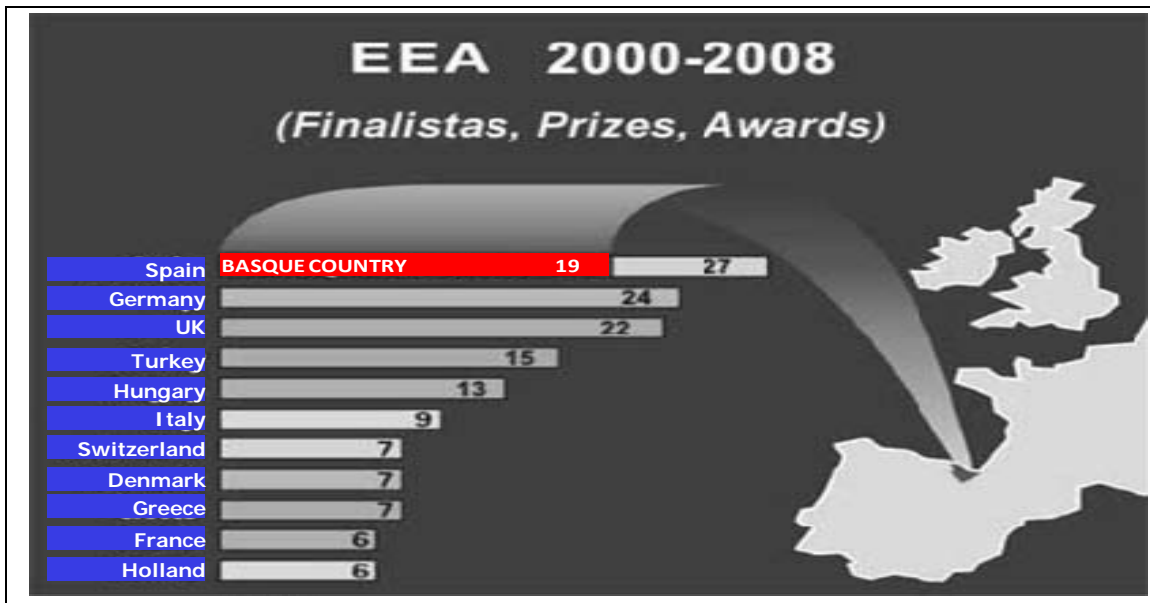 EEA 2000-2008
(Finalistas, Prizes, Awards)
Spain BASQUE COUNTRY 19 27
Germany 24
UK 22
Turkey 15
Hungary 13
Italy 9
Switzerland 7
Denmark 7
Greece 7
France 6
Holland 6